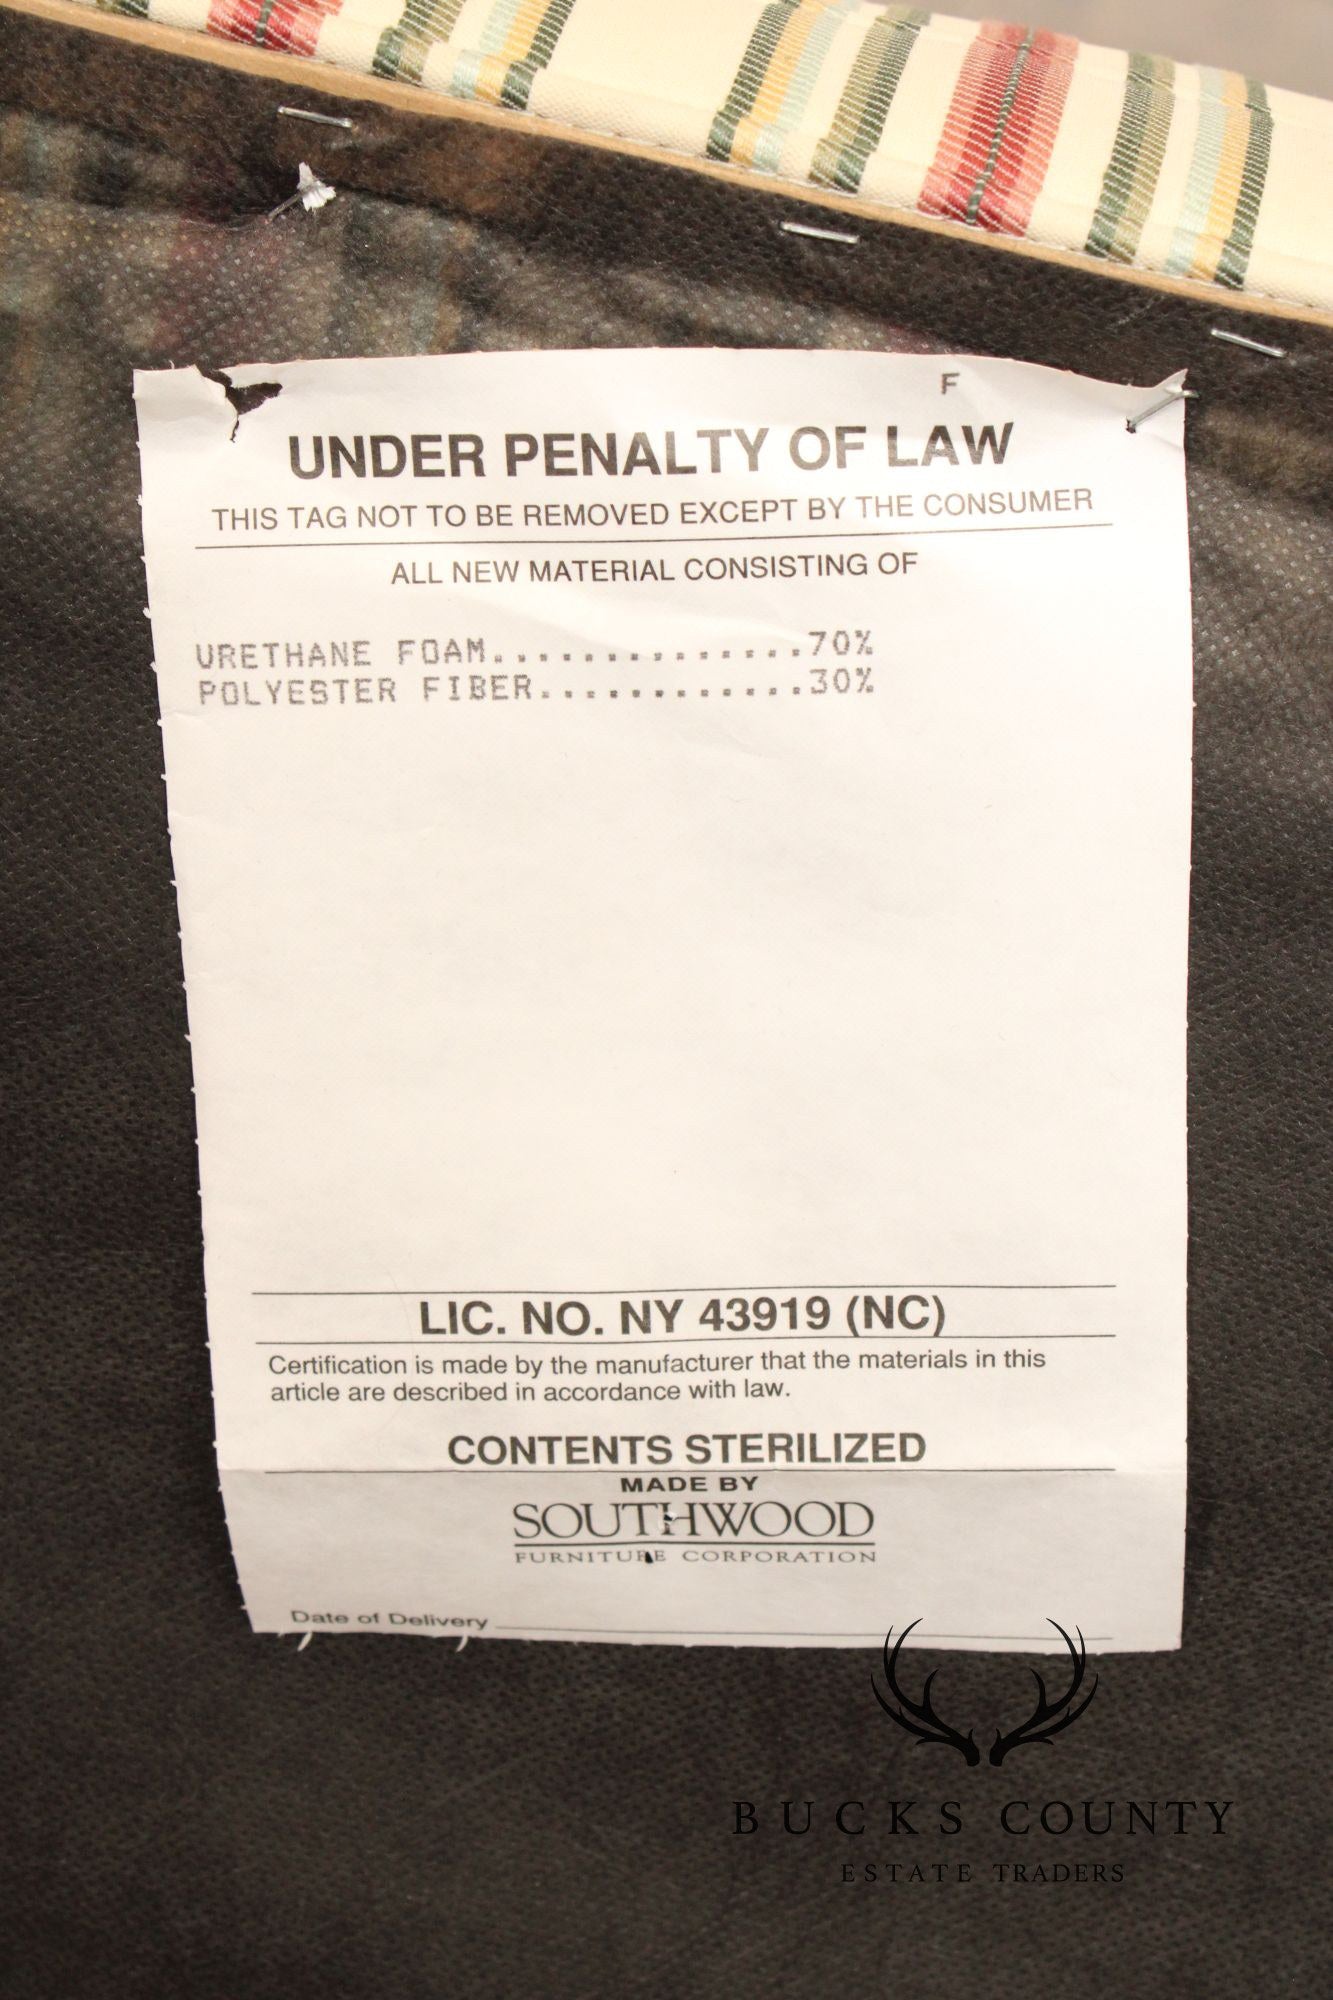 F
UNDER PENALTY OF LAW
THIS TAG NOT TO BE REMOVED EXCEPT BY THE CONSUMER
ALL NEW MATERIAL CONSISTING OF
URETHANE FOAM..............70%
POLYESTER FIBER............30%
LIC. NO. NY 43919 (NC)
Certification is made by the manufacturer that the materials in this
article are described in accordance with law.
CONTENTS STERILIZED
MADE BY
SOUTHWOOD
FURNITURE CORPORATION
Date of Delivery
BUCKS COUNTY
ESTATE TRADERS